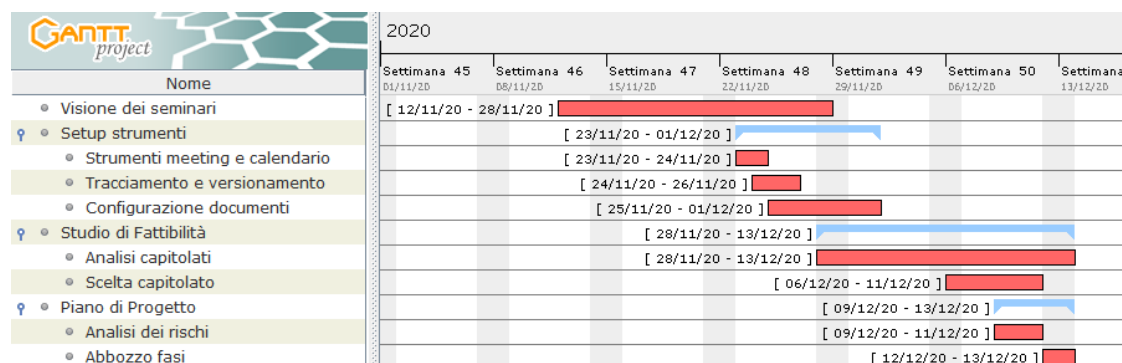 GANTT
project
2020
Settimana 45 Settimana 46 Settimana 47 Settimana 48 Settimana 49 Settimana 50 Settimana
01/11/20 08/11/20 15/11/20 22/11/20 29/11/20 06/12/20 13/12/20
Nome
Visione dei seminari [ 12/11/20 - 28/11/20 ]
Setup strumenti [ 23/11/20 - 01/12/20 ]
Strumenti meeting e calendario [ 23/11/20 - 24/11/20 ]
Tracciamento e versionamento [ 24/11/20 - 26/11/20 ]
Configurazione documenti [ 25/11/20 - 01/12/20 ]
Studio di Fattibilità [ 28/11/20 - 13/12/20 ]
Analisi capitolati [ 28/11/20 - 13/12/20 ]
Scelta capitolato [ 06/12/20 - 11/12/20 ]
Piano di Progetto [ 09/12/20 - 13/12/20 ]
Analisi dei rischi [ 09/12/20 - 11/12/20 ]
Abbozzo fasi [ 12/12/20 - 13/12/20 ]